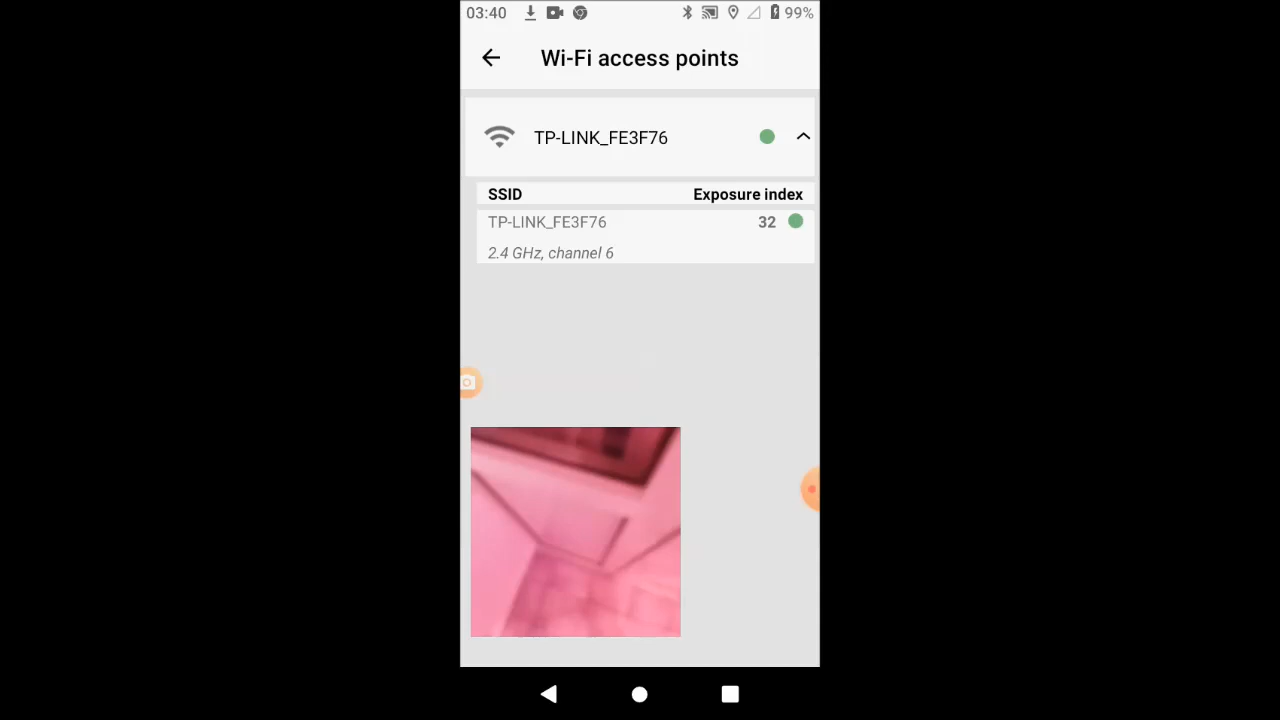 03:40 99%
Wi-Fi access points
TP-LINK_FE3F76
SSID Exposure index
TP-LINK_FE3F76 32
2.4 GHz, channel 6